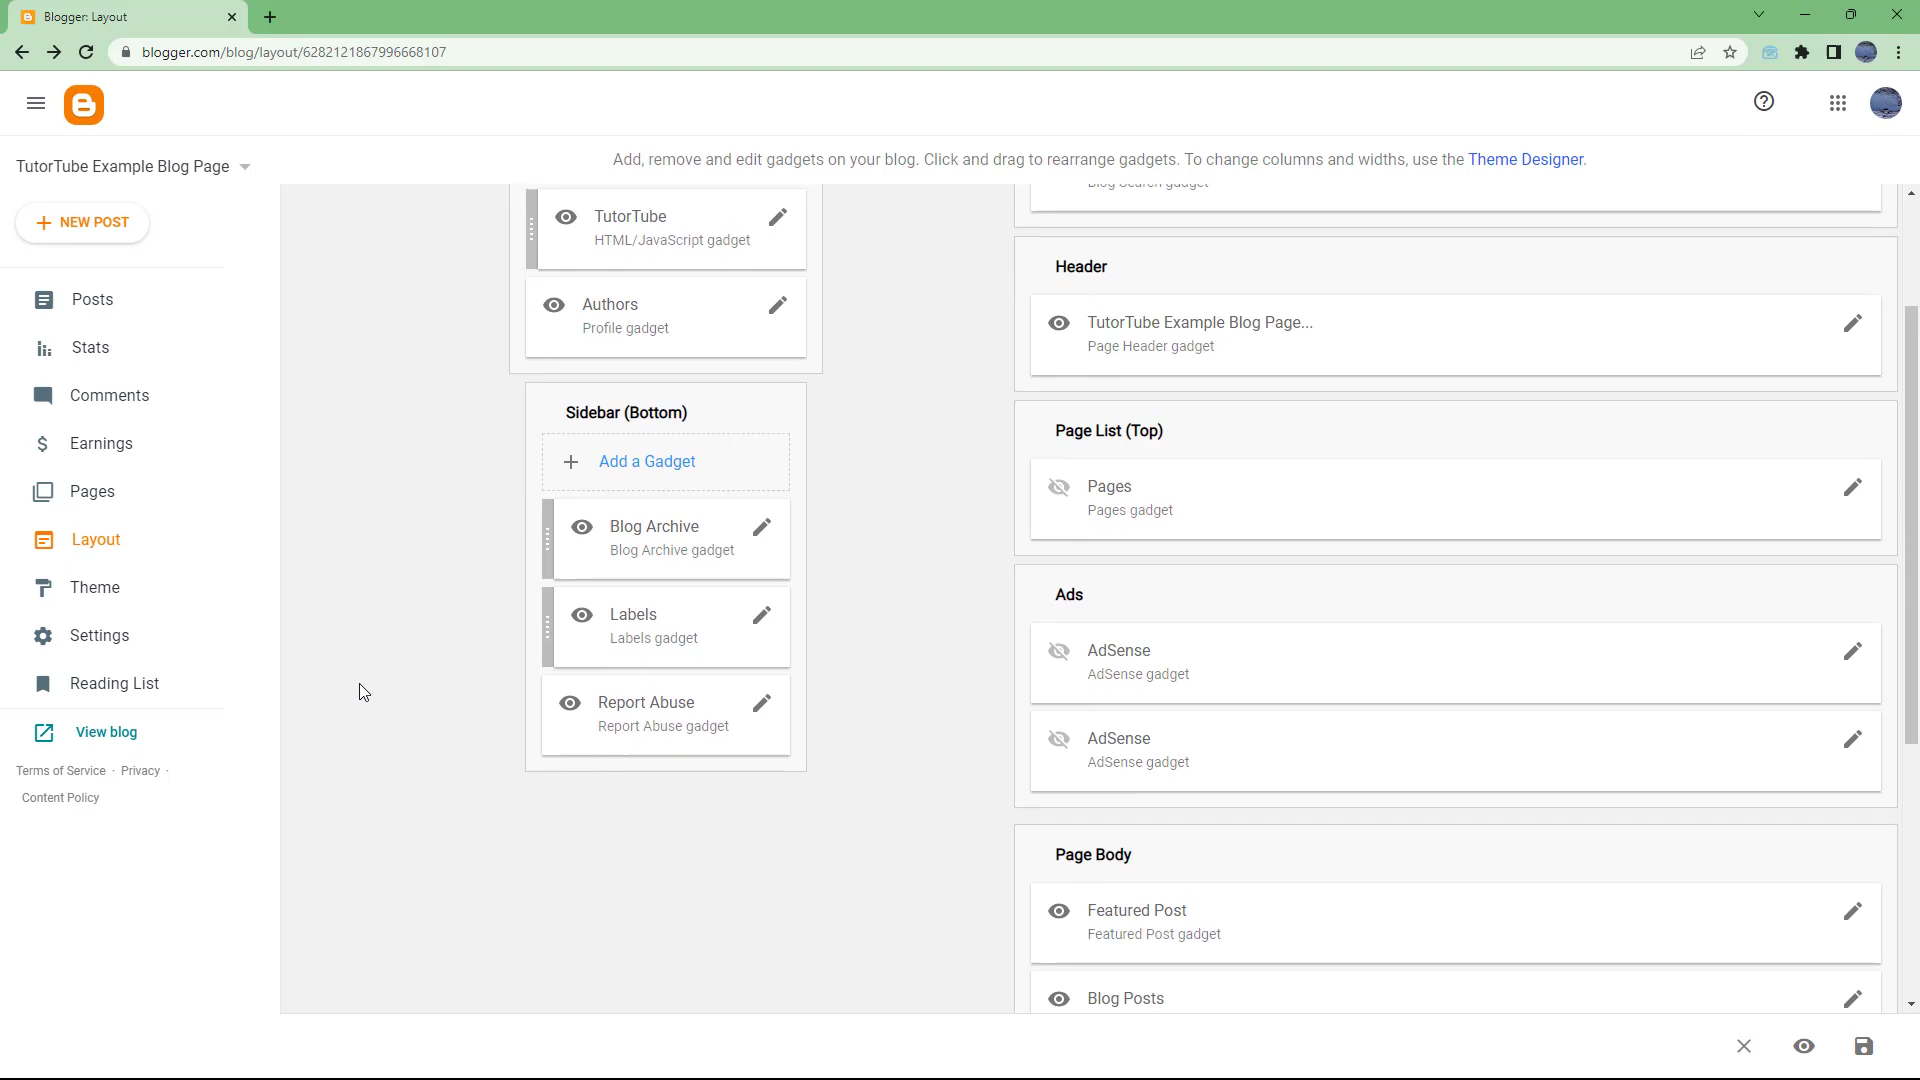 Blogger: Layout
blogger.com/blog/layout/6282121867996668107
TutorTube Example Blog Page
Add, remove and edit gadgets on your blog. Click and drag to rearrange gadgets. To change columns and widths, use the Theme Designer.
NEW POST
Posts
Stats
Comments
Earnings
Pages
Layout
Theme
Settings
Reading List
View blog
Terms of Service · Privacy ·
Content Policy
TutorTube
HTML/JavaScript gadget
Authors
Profile gadget
Sidebar (Bottom)
Add a Gadget
Blog Archive
Blog Archive gadget
Labels
Labels gadget
Report Abuse
Report Abuse gadget
Blog Search gadget
Header
TutorTube Example Blog Page...
Page Header gadget
Page List (Top)
Pages
Pages gadget
Ads
AdSense
AdSense gadget
AdSense
AdSense gadget
Page Body
Featured Post
Featured Post gadget
Blog Posts